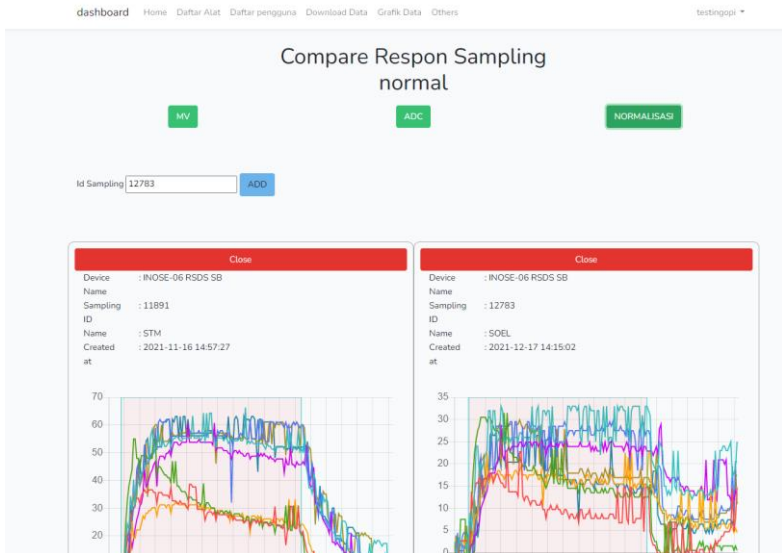 dashboard Home Daftar Alat Daftar pengguna Download Data Grafik Data Others testingopi
Compare Respon Sampling
normal
MV ADC NORMALISASI
Id Sampling 12783 ADD
Close
Device : INOSE-06 RSDS SB
Name
Sampling : 11891
ID
Name : STM
Created : 2021-11-16 14:57:27
at
70
60
50
40
30
20
Close
Device : INOSE-06 RSDS SB
Name
Sampling : 12783
ID
Name : SOEL
Created : 2021-12-17 14:15:02
at
35
30
25
20
15
10
5
0